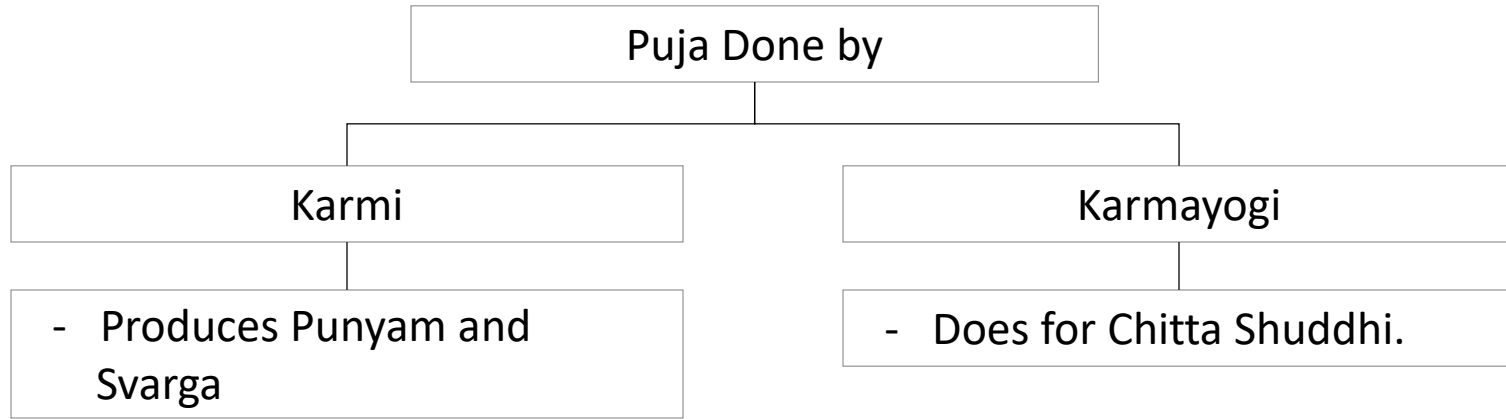 Puja Done by
Karmi
Karmayogi
- Produces Punyam and
Svarga
- Does for Chitta Shuddhi.